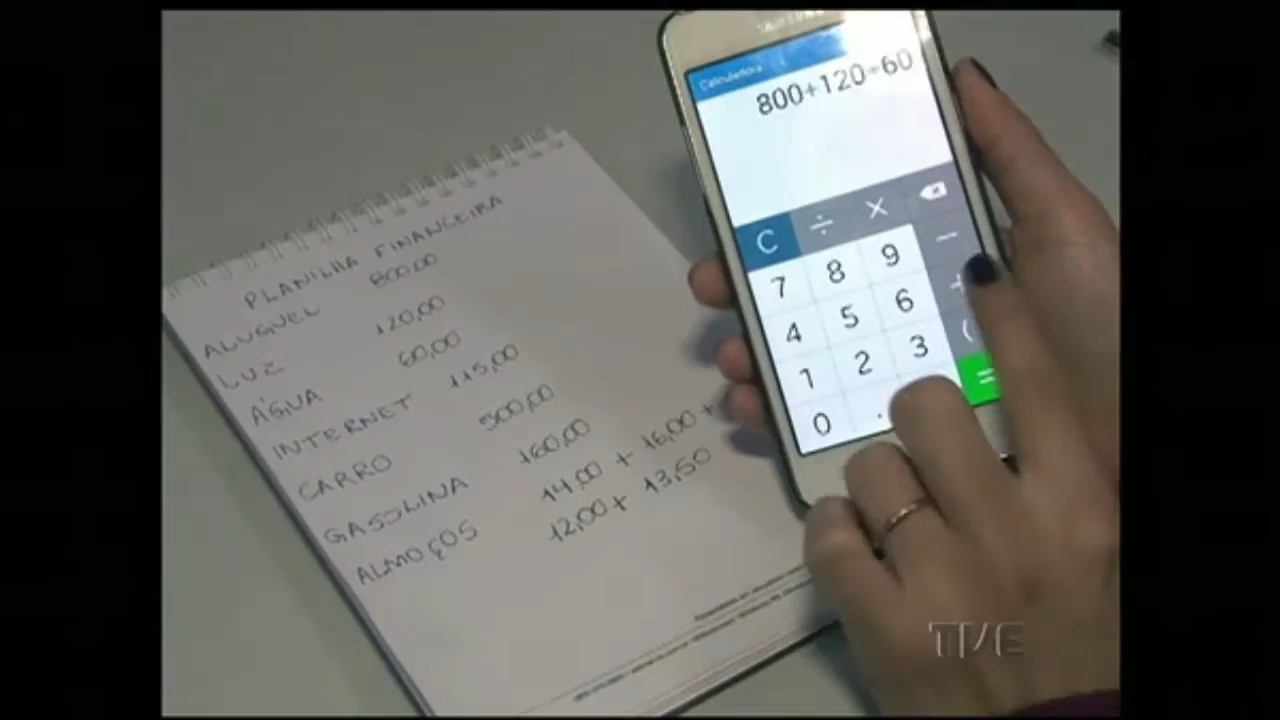 PLANILHA FINANCEIRA
ALUGUEL 800,00
LUZ 120,00
ÁGUA 60,00
INTERNET 115,00
CARRO 500,00
GASOLINA 160,00
ALMOÇOS 14,00 + 16,00 +
12,00 + 13,50
SAMSUNG
Calculadora
800+120+60
C ÷ ×
7 8 9 −
4 5 6 +
1 2 3 (
0 . =
TVE